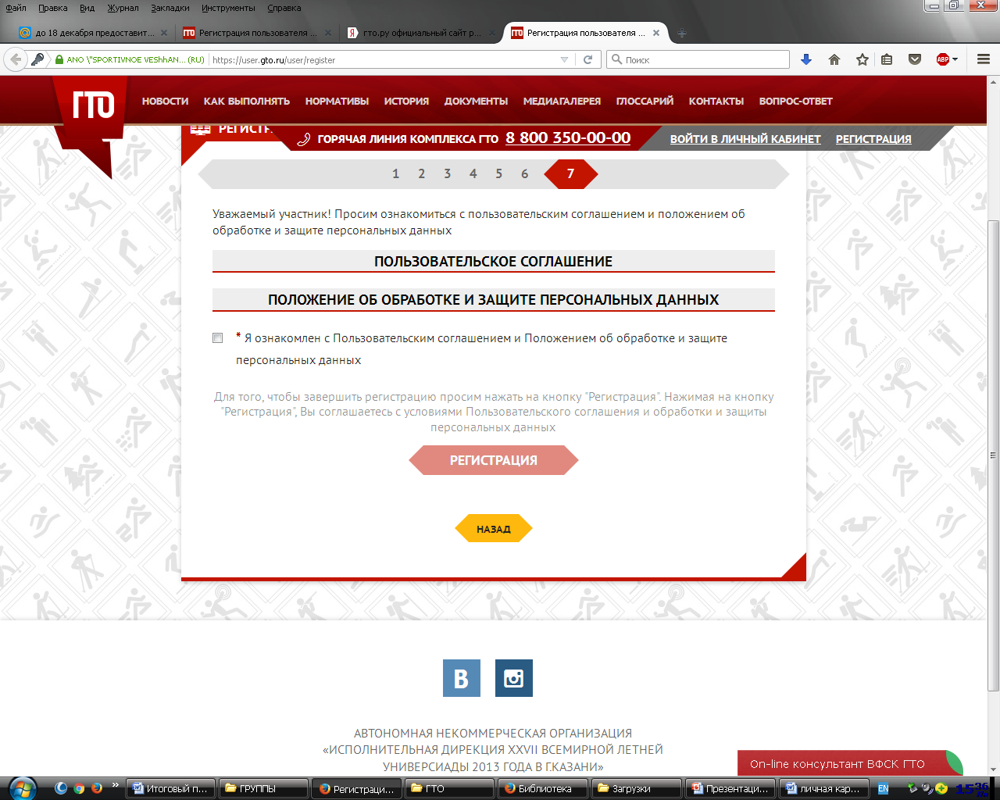 Файл Правка Вид Журнал Закладки Инструменты Справка
до 18 декабря предоставит... Регистрация пользователя ... гто.ру официальный сайт р... Регистрация пользователя ...
ANO \"SPORTIVNOE VEShhAN... (RU) https://user.gto.ru/user/register Поиск ABP
ГТО НОВОСТИ КАК ВЫПОЛНЯТЬ НОРМАТИВЫ ИСТОРИЯ ДОКУМЕНТЫ МЕДИАГАЛЕРЕЯ ГЛОССАРИЙ КОНТАКТЫ ВОПРОС-ОТВЕТ
РЕГИСТР
ГОРЯЧАЯ ЛИНИЯ КОМПЛЕКСА ГТО 8 800 350-00-00 ВОЙТИ В ЛИЧНЫЙ КАБИНЕТ РЕГИСТРАЦИЯ
1 2 3 4 5 6 7
Уважаемый участник! Просим ознакомиться с пользовательским соглашением и положением об
обработке и защите персональных данных
ПОЛЬЗОВАТЕЛЬСКОЕ СОГЛАШЕНИЕ
ПОЛОЖЕНИЕ ОБ ОБРАБОТКЕ И ЗАЩИТЕ ПЕРСОНАЛЬНЫХ ДАННЫХ
* Я ознакомлен с Пользовательским соглашением и Положением об обработке и защите
персональных данных
Для того, чтобы завершить регистрацию просим нажать на кнопку "Регистрация". Нажимая на кнопку
"Регистрация", Вы соглашаетесь с условиями Пользовательского соглашения и обработки и защиты
персональных данных
РЕГИСТРАЦИЯ
НАЗАД
В
АВТОНОМНАЯ НЕКОММЕРЧЕСКАЯ ОРГАНИЗАЦИЯ
«ИСПОЛНИТЕЛЬНАЯ ДИРЕКЦИЯ XXVII ВСЕМИРНОЙ ЛЕТНЕЙ
УНИВЕРСИАДЫ 2013 ГОДА В Г.КАЗАНИ»
On-line консультант ВФСК ГТО
» Итоговый п... ГРУППЫ Регистраци... ГТО Библиотека Загрузки Презентаци... личная кар... EN 15:36